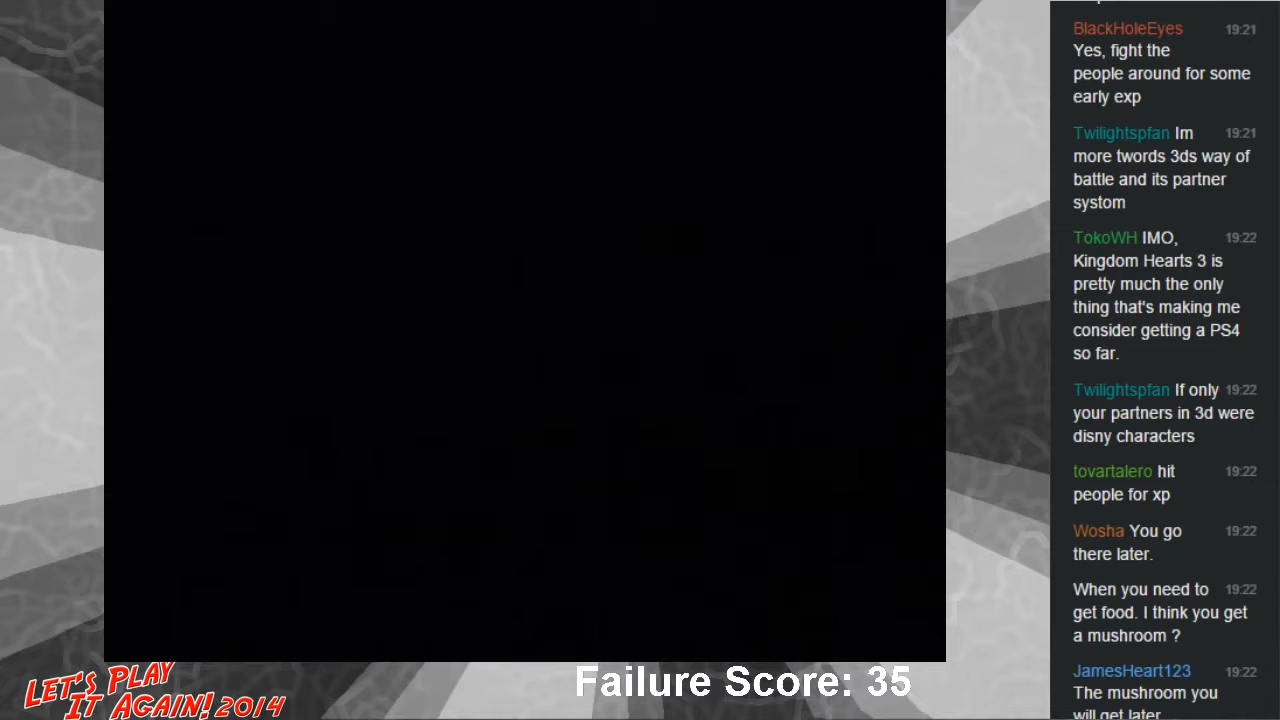 BlackHoleEyes 19:21
Yes, fight the
people around for some
early exp
Twilightspfan Im 19:21
more twords 3ds way of
battle and its partner
systom
TokoWH IMO, 19:22
Kingdom Hearts 3 is
pretty much the only
thing that's making me
consider getting a PS4
so far.
Twilightspfan If only 19:22
your partners in 3d were
disny characters
tovartalero hit 19:22
people for xp
Wosha You go 19:22
there later.
When you need to 19:22
get food. I think you get
a mushroom ?
JamesHeart123 19:22
The mushroom you
will get later
LET'S PLAY
IT AGAIN! 2014
Failure Score: 35